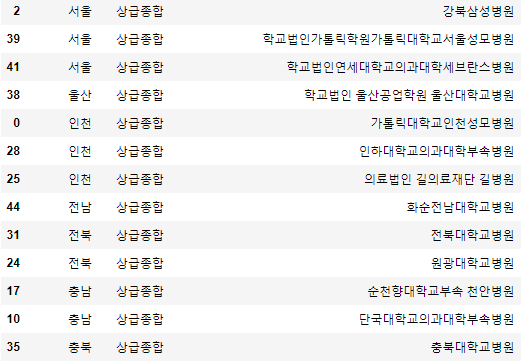 2 서울 상급종합 강북삼성병원
39 서울 상급종합 학교법인가톨릭학원가톨릭대학교서울성모병원
41 서울 상급종합 학교법인연세대학교의과대학세브란스병원
38 울산 상급종합 학교법인 울산공업학원 울산대학교병원
0 인천 상급종합 가톨릭대학교인천성모병원
28 인천 상급종합 인하대학교의과대학부속병원
25 인천 상급종합 의료법인 길의료재단 길병원
44 전남 상급종합 화순전남대학교병원
31 전북 상급종합 전북대학교병원
24 전북 상급종합 원광대학교병원
17 충남 상급종합 순천향대학교부속 천안병원
10 충남 상급종합 단국대학교의과대학부속병원
35 충북 상급종합 충북대학교병원